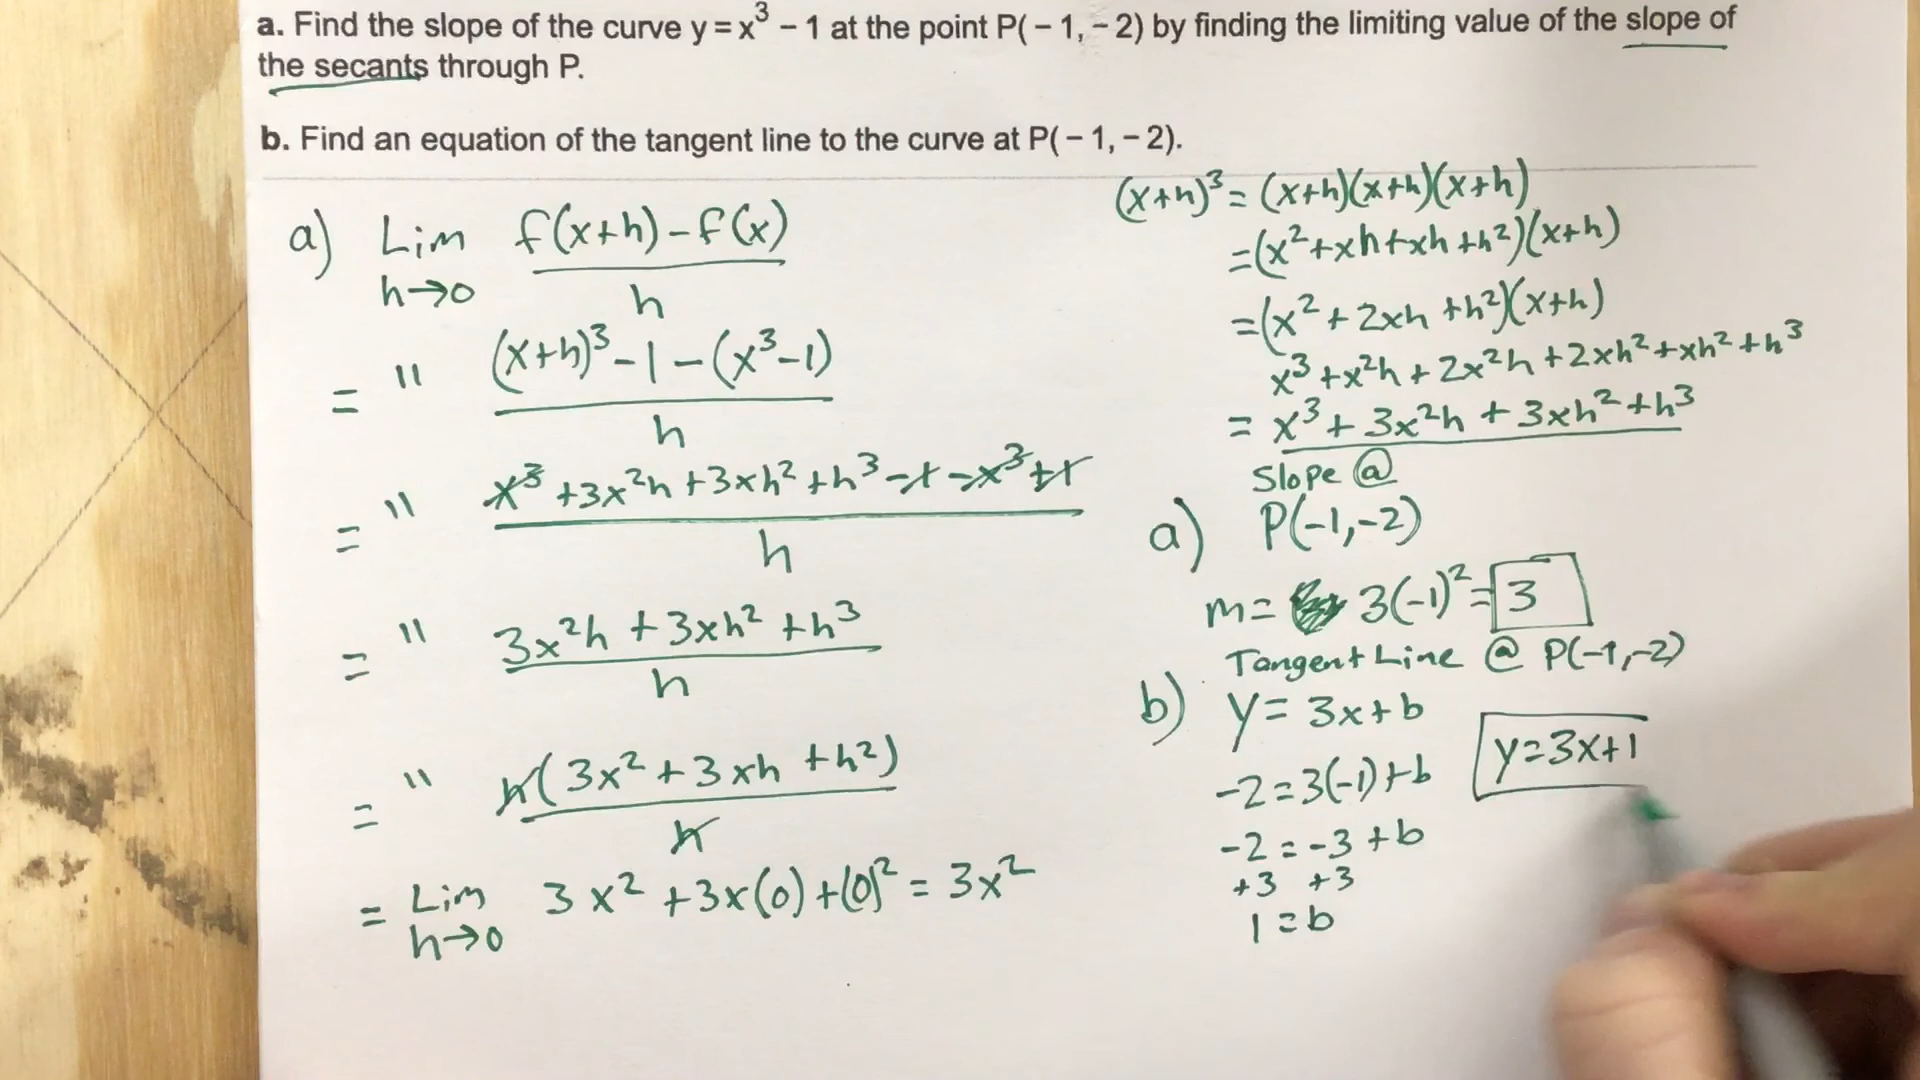 a. Find the slope of the curve y = x³ − 1 at the point P( − 1, − 2) by finding the limiting value of the slope of
the secants through P.
b. Find an equation of the tangent line to the curve at P( − 1, − 2).
a) Lim f(x+h)-f(x)
h→0 h
= " (x+h)³-1-(x³-1)
h
= " x³+3x²h+3xh²+h³-1-x³+1
h
= " 3x²h+3xh²+h³
h
= " h(3x²+3xh+h²)
h
= Lim 3x²+3x(0)+(0)²=3x²
h→0
(x+h)³=(x+h)(x+h)(x+h)
=(x²+xh+xh+h²)(x+h)
=(x²+2xh+h²)(x+h)
x³+x²h+2x²h+2xh²+xh²+h³
= x³+3x²h+3xh²+h³
Slope @
a) P(-1,-2)
m= 3(-1)²=3
Tangent Line @ P(-1,-2)
b) y=3x+b
y=3x+1
-2=3(-1)+b
-2=-3+b
+3 +3
1=b